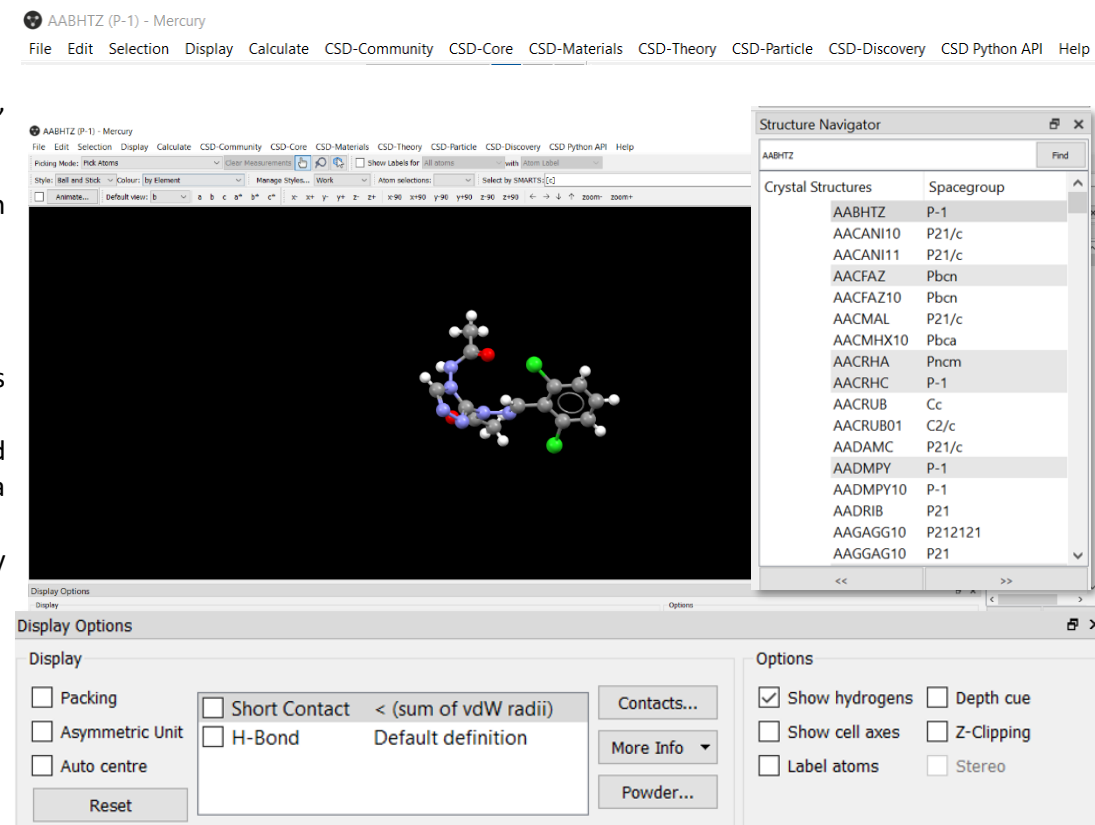 AABHTZ (P-1) - Mercury
File Edit Selection Display Calculate CSD-Community CSD-Core CSD-Materials CSD-Theory CSD-Particle CSD-Discovery CSD Python API Help
,
n
s
d
a
y
AABHTZ (P-1) - Mercury
File Edit Selection Display Calculate CSD-Community CSD-Core CSD-Materials CSD-Theory CSD-Particle CSD-Discovery CSD Python API Help
Picking Mode: Pick Atoms Clear Measurements Show Labels for All atoms with Atom Label
Style: Ball and Stick Colour: by Element Manage Styles... Work Atom selections: Select by SMARTS: [c]
Animate... Default view: b a b c a* b* c* x- x+ y- y+ z- z+ x-90 x+90 y-90 y+90 z-90 z+90 ← → ↓ ↑ zoom- zoom+
Structure Navigator
AABHTZ Find
Crystal Structures Spacegroup
AABHTZ P-1
AACANI10 P21/c
AACANI11 P21/c
AACFAZ Pbcn
AACFAZ10 Pbcn
AACMAL P21/c
AACMHX10 Pbca
AACRHA Pncm
AACRHC P-1
AACRUB Cc
AACRUB01 C2/c
AADAMC P21/c
AADMPY P-1
AADMPY10 P-1
AADRIB P21
AAGAGG10 P212121
AAGGAG10 P21
<< >>
Display Options
Display Options
Display Options
Display Options
Packing Short Contact < (sum of vdW radii) Contacts... Show hydrogens Depth cue
Asymmetric Unit H-Bond Default definition More Info Show cell axes Z-Clipping
Auto centre Powder... Label atoms Stereo
Reset